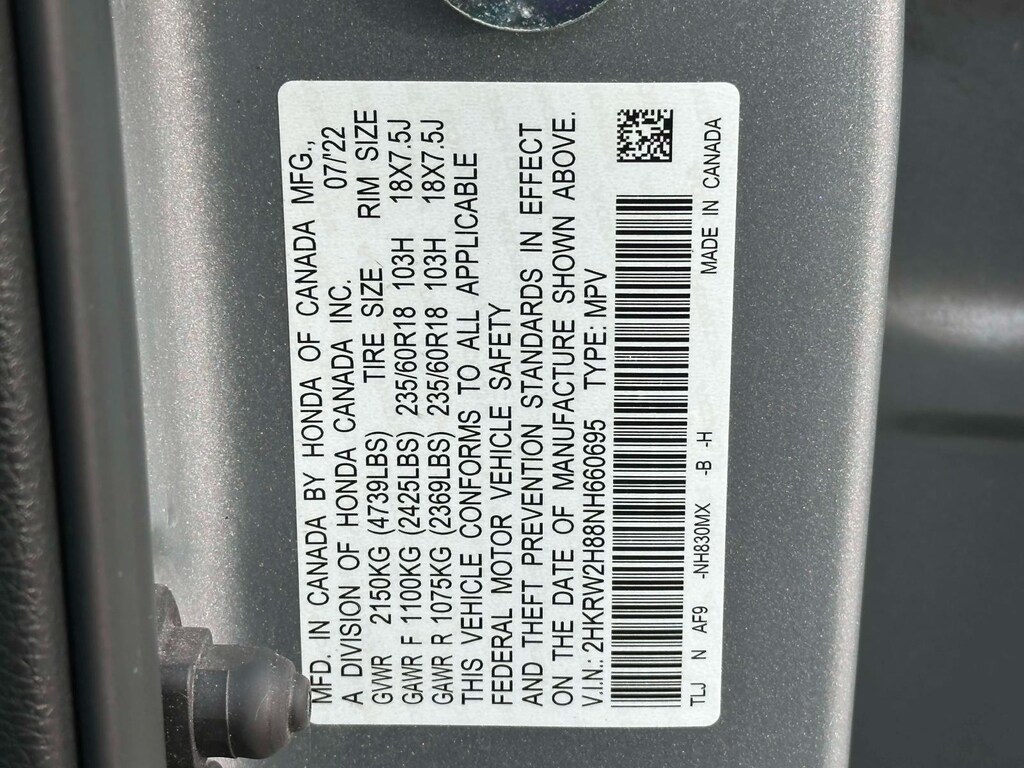 MFD. IN CANADA BY HONDA OF CANADA MFG.,
A DIVISION OF HONDA CANADA INC. 07/'22
GVWR 2150KG (4739LBS) TIRE SIZE RIM SIZE
GAWR F 1100KG (2425LBS) 235/60R18 103H 18X7.5J
GAWR R 1075KG (2369LBS) 235/60R18 103H 18X7.5J
THIS VEHICLE CONFORMS TO ALL APPLICABLE
FEDERAL MOTOR VEHICLE SAFETY
AND THEFT PREVENTION STANDARDS IN EFFECT
ON THE DATE OF MANUFACTURE SHOWN ABOVE.
V.I.N.: 2HKRW2H88NH660695 TYPE: MPV
TLJ N AF9 -NH830MX -B -H MADE IN CANADA